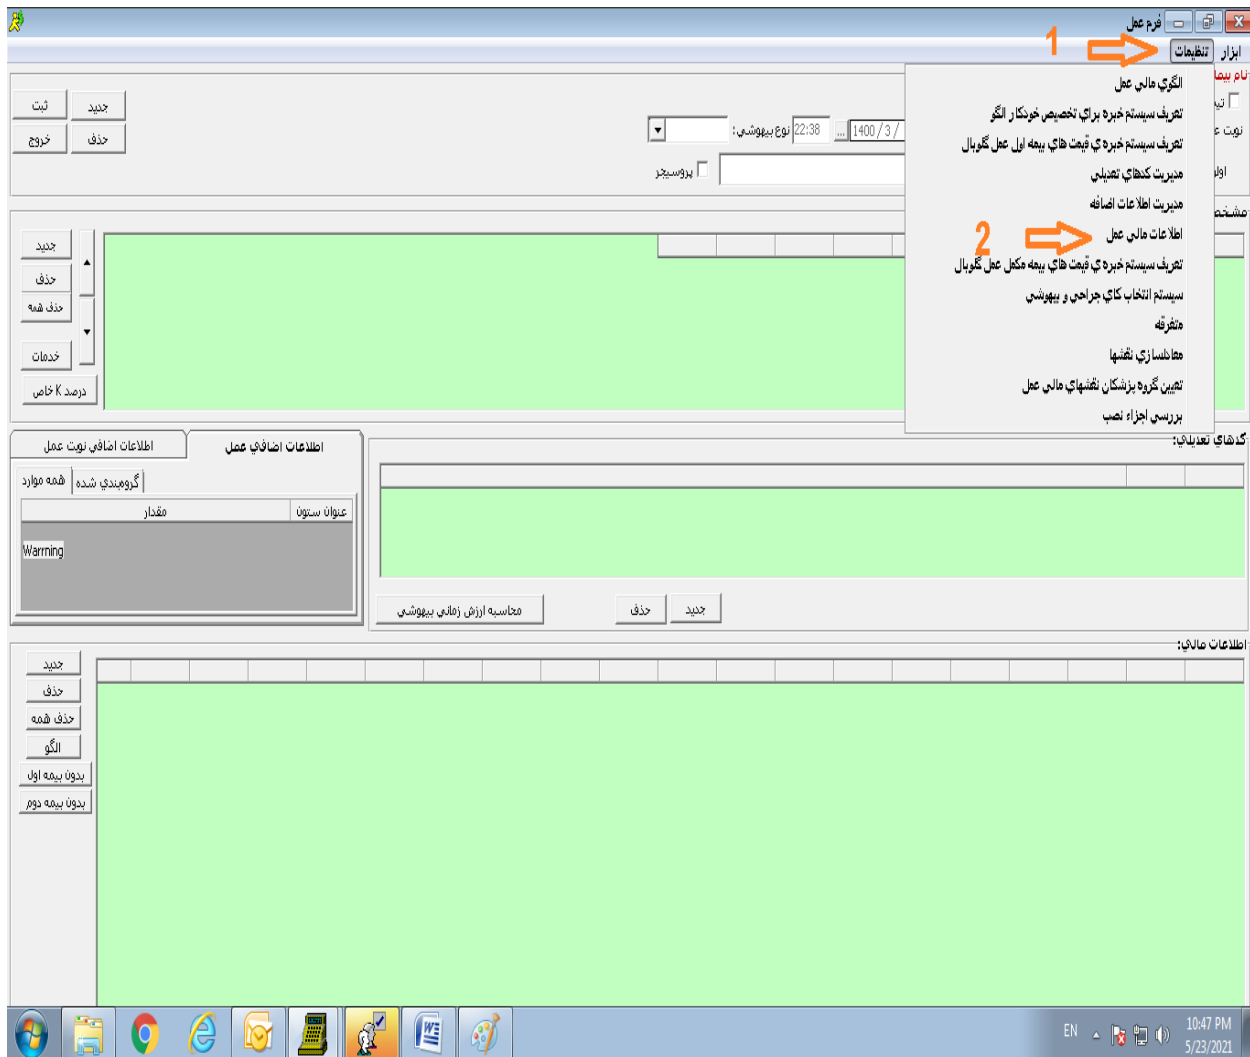 فرم عمل
ابزار تنظیمات
1
الگوي مالي عمل
تعريف سيستم خبره براي تخصيص خودكار الگو
تعريف سيستم خبره ي قيمت هاي بيمه اول عمل گلوبال
مديريت كدهاي تعديلي
مديريت اطلاعات اضافه
اطلاعات مالي عمل
2
تعريف سيستم خبره ي قيمت هاي بيمه مكمل عمل گلوبال
سيستم انتخاب كاي جراحي و بيهوشي
متفرقه
معادلسازي نقشها
تعيين گروه پزشكان نقشهاي مالي عمل
بررسي اجزاء نصب
نام
نوبت
1400/3/ ... 22:38 نوع بيهوشي:
پروسيجر
جديد ثبت
حذف خروج
جديد
حذف
حذف همه
خدمات
درصد K خاص
كدهاي تعديلي:
اطلاعات اضافي عمل اطلاعات اضافي نوبت عمل
گروهبندي شده همه موارد
عنوان ستون مقدار
Warrning
جديد حذف محاسبه ارزش زماني بيهوشي
اطلاعات مالي:
جديد
حذف
حذف همه
الگو
بدون بيمه اول
بدون بيمه دوم
EN 10:47 PM
5/23/2021